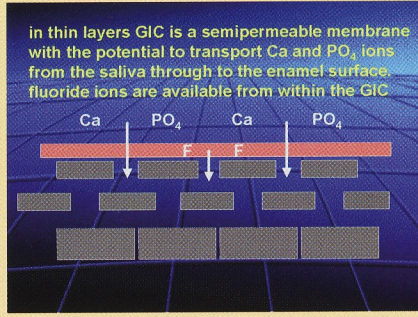 in thin layers GIC is a semipermeable membrane
with the potential to transport Ca and PO₄ ions
from the saliva through to the enamel surface.
fluoride ions are available from within the GIC
Ca PO₄ Ca PO₄
F F